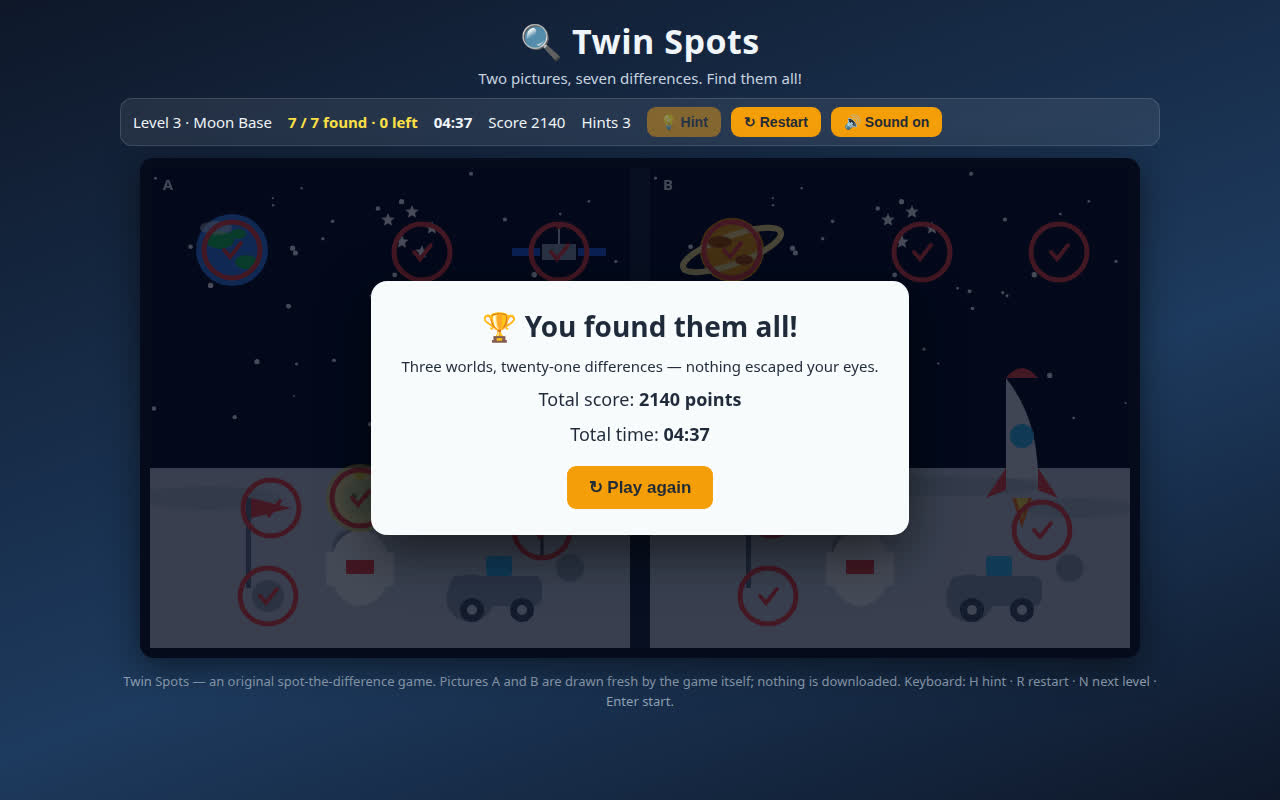 🔍 Twin Spots
Two pictures, seven differences. Find them all!
Level 3 · Moon Base 7 / 7 found · 0 left 04:37 Score 2140 Hints 3 💡 Hint ↻ Restart 🔊 Sound on
A B
🏆 You found them all!
Three worlds, twenty-one differences — nothing escaped your eyes.
Total score: 2140 points
Total time: 04:37
↻ Play again
Twin Spots — an original spot-the-difference game. Pictures A and B are drawn fresh by the game itself; nothing is downloaded. Keyboard: H hint · R restart · N next level ·
Enter start.